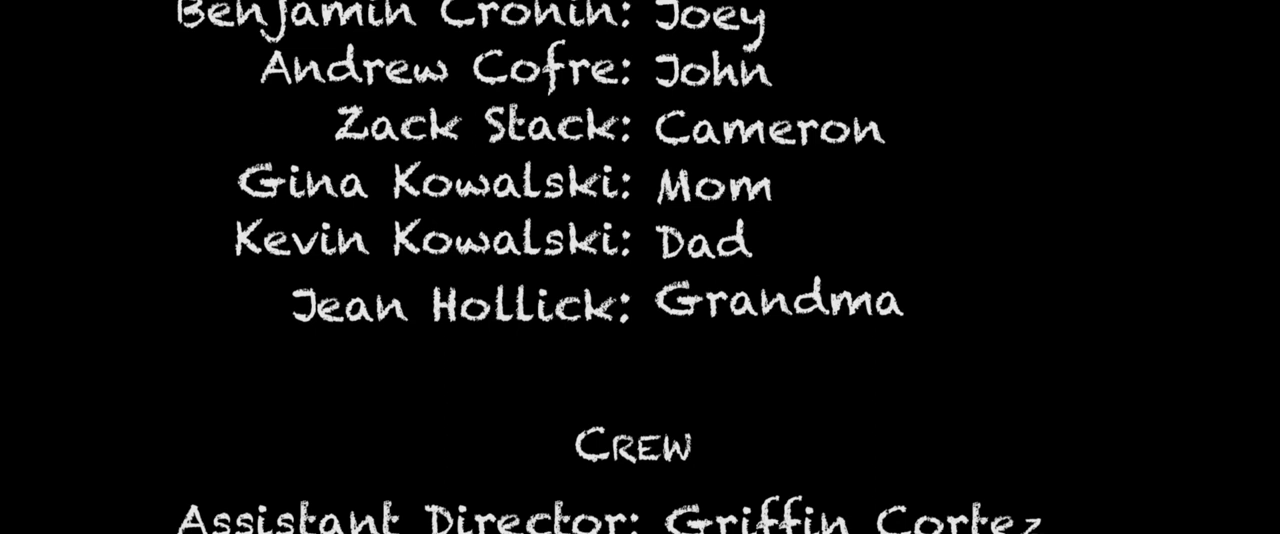 Benjamin Cronin: Joey
Andrew Cofre: John
Zack Stack: Cameron
Gina Kowalski: Mom
Kevin Kowalski: Dad
Jean Hollick: Grandma
CREW
Assistant Director: Griffin Cortez